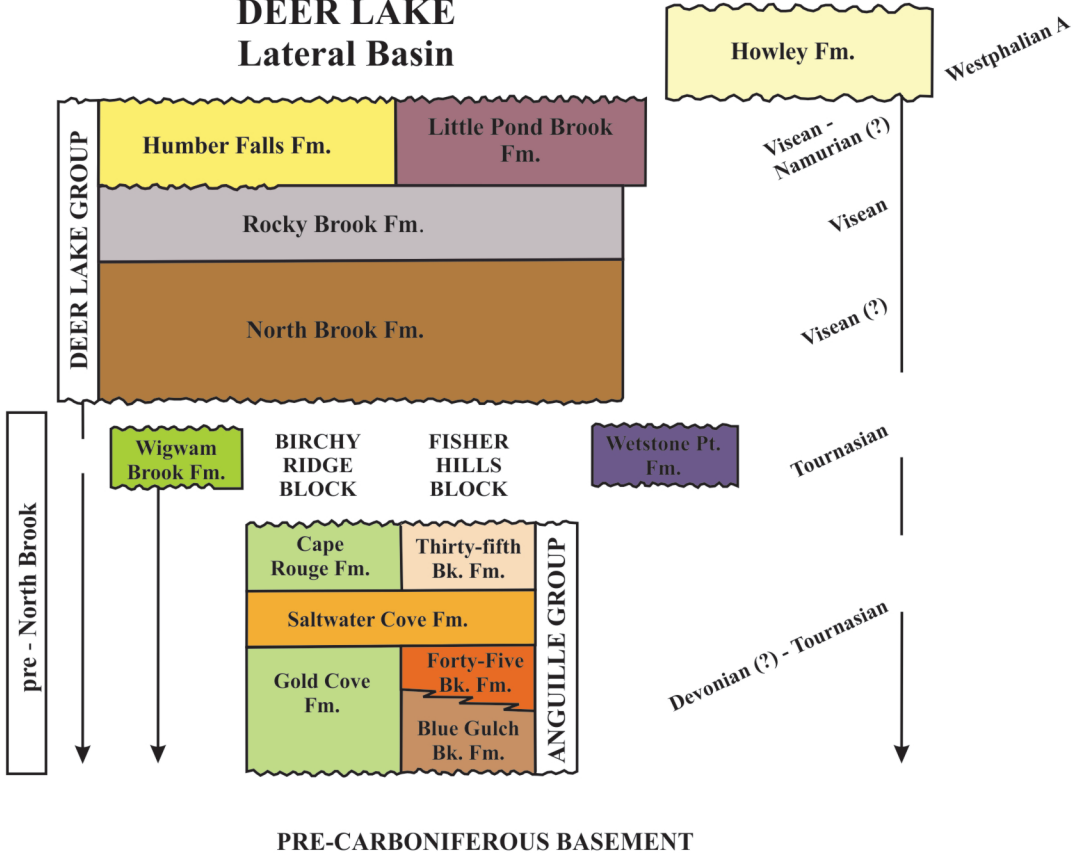 DEER LAKE
Lateral Basin
Howley Fm.
Westphalian A
DEER LAKE GROUP
Humber Falls Fm.
Little Pond Brook
Fm.
Visean -
Namurian (?)
Rocky Brook Fm.
Visean
North Brook Fm.
Visean (?)
pre - North Brook
Wigwam
Brook Fm.
BIRCHY
RIDGE
BLOCK
FISHER
HILLS
BLOCK
Wetstone Pt.
Fm.
Tournasian
Cape
Rouge Fm.
Thirty-fifth
Bk. Fm.
ANGUILLE GROUP
Saltwater Cove Fm.
Gold Cove
Fm.
Forty-Five
Bk. Fm.
Blue Gulch
Bk. Fm.
Devonian (?) - Tournasian
PRE-CARBONIFEROUS BASEMENT